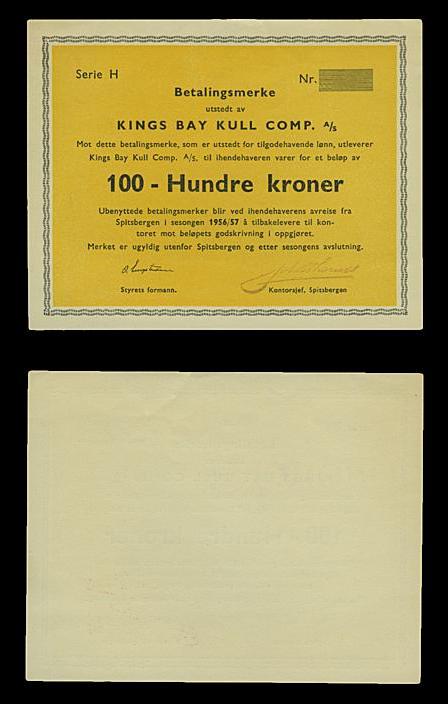 Serie H
Nr.
Betalingsmerke
utstedt av
KINGS BAY KULL COMP. A/S
Mot dette betalingsmerke, som er utstedt for tilgodehavende lønn, utleverer
Kings Bay Kull Comp. A/S, til ihendehaveren varer for et beløp av
100 - Hundre kroner
Ubenyttede betalingsmerker blir ved ihendehaverens avreise fra
Spitsbergen i sesongen 1956/57 å tilbakelevere til kon-
toret mot beløpets godskrivning i oppgjøret.
Merket er ugyldig utenfor Spitsbergen og etter sesongens avslutning.
Styrets formann.
Kontorsjef, Spitsbergen